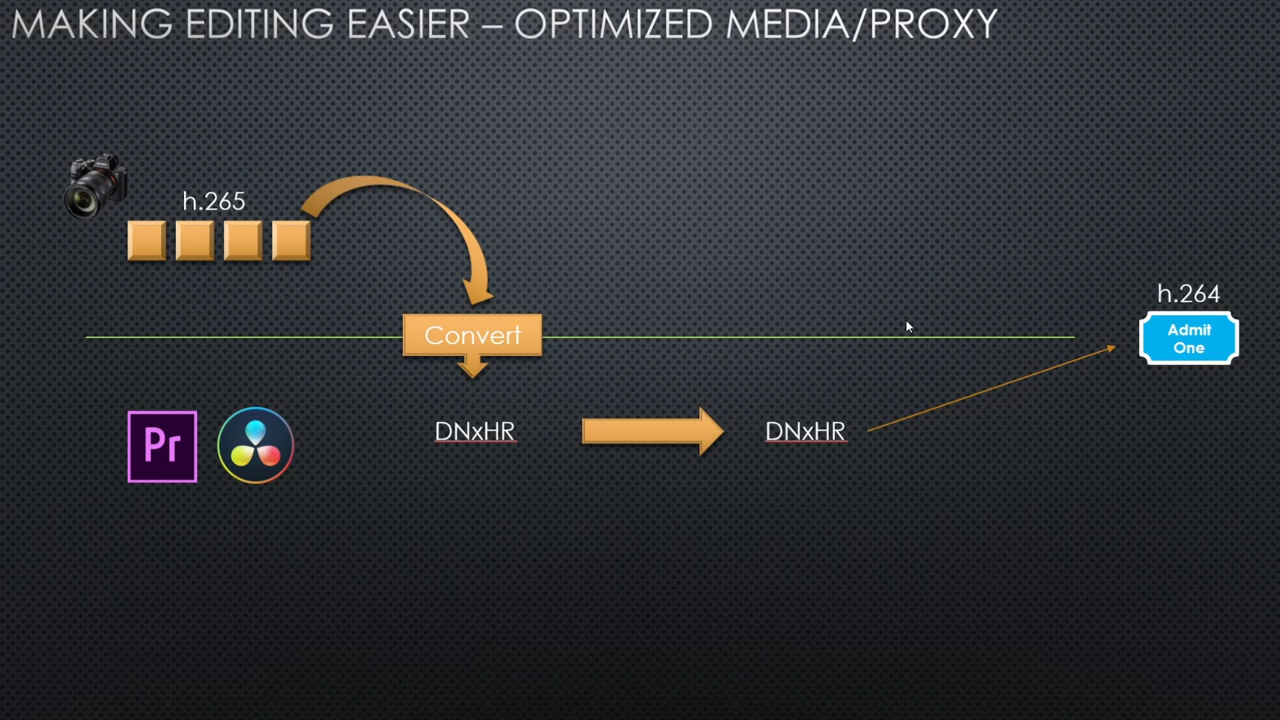 MAKING EDITING EASIER – OPTIMIZED MEDIA/PROXY
h.265
Convert
h.264
Admit
One
Pr
DNxHR
DNxHR